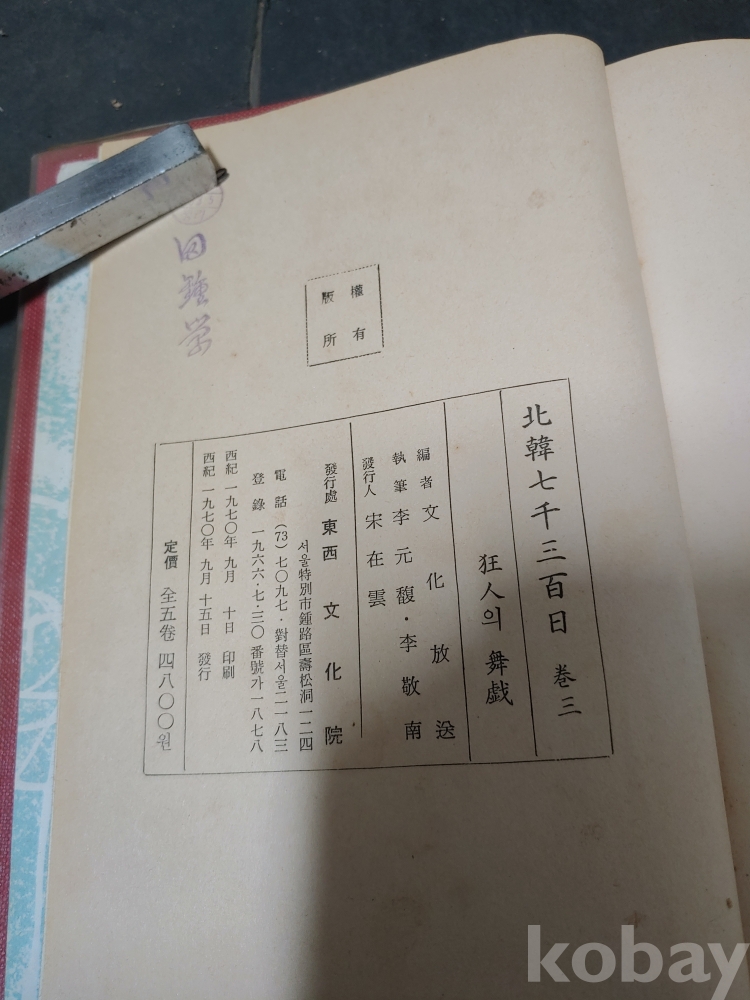 版權
所有
北韓七千三百日 巻三
狂人의 舞戯
編者 文化放送
執筆 李元馥·李敬南
發行人 宋在雲
發行處 東西文化院
서울特別市鍾路區壽松洞一二四
電話 (73) 七〇九七·對替서울二一八三
登錄 一九六六·七·三〇 番號가一八七八
西紀 一九七〇年 九月 十日 印刷
西紀 一九七〇年 九月 十五日 發行
定價 全五卷 四八〇〇원
kobay